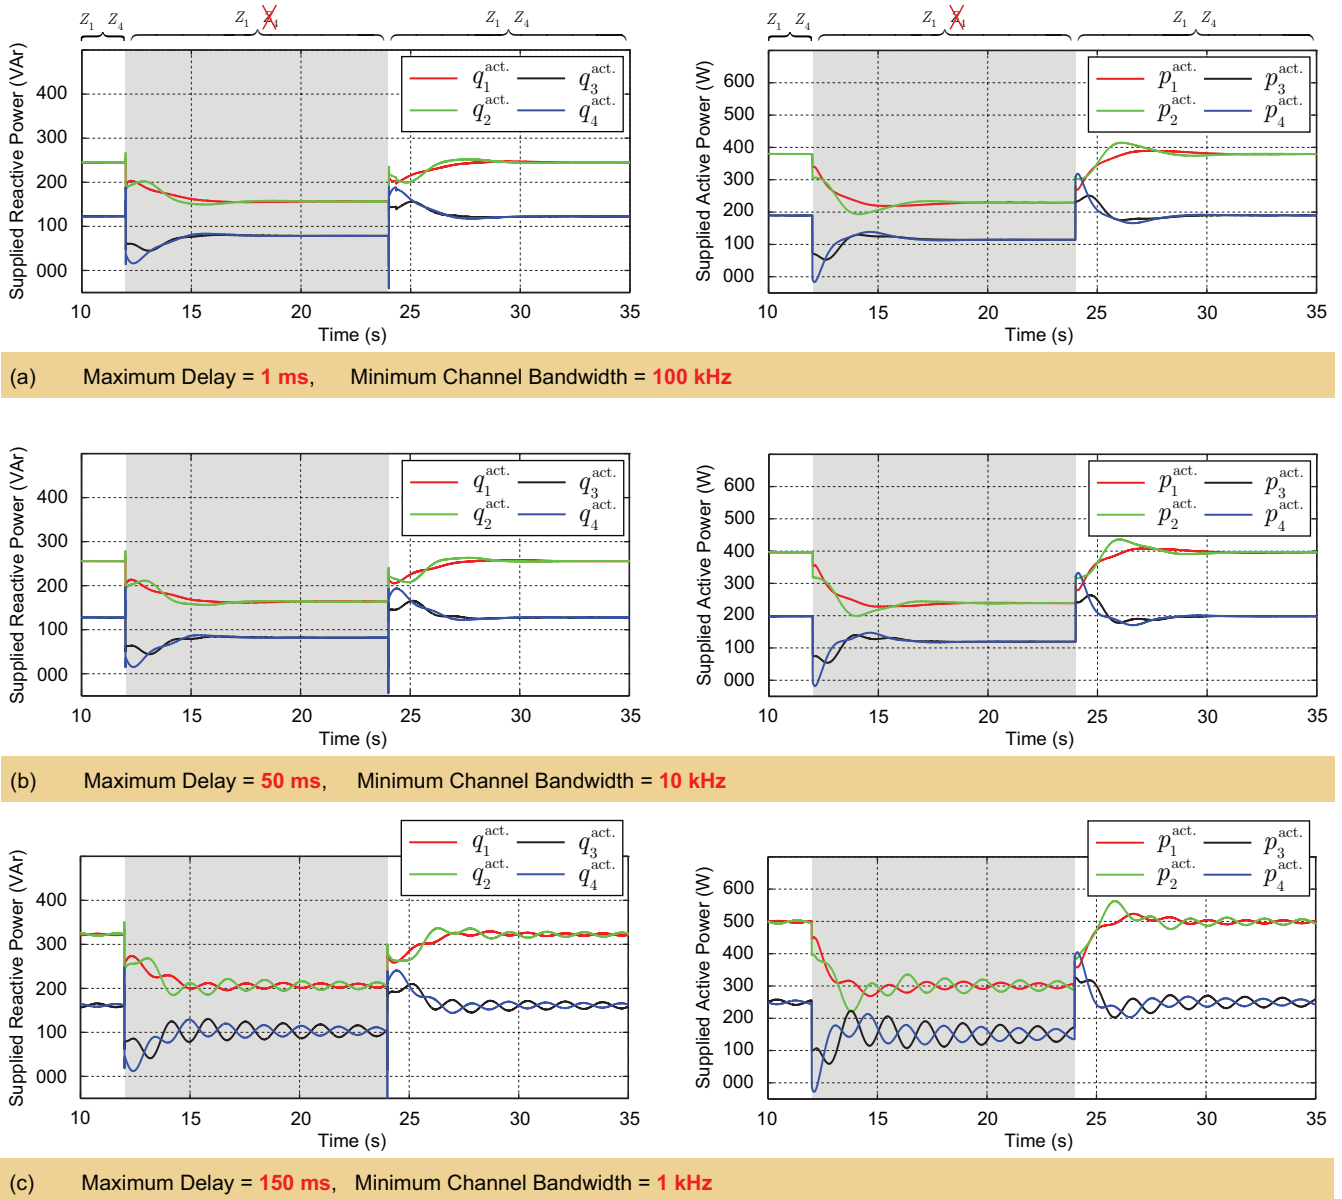 Z1 Z4 Z1 Z4 Z1 Z4
Z1 Z4 Z1 Z4 Z1 Z4
Supplied Reactive Power (VAr)
400
300
200
100
000
q1act. q3act.
q2act. q4act.
10 15 20 25 30 35
Time (s)
Supplied Active Power (W)
600
500
400
300
200
100
000
p1act. p3act.
p2act. p4act.
10 15 20 25 30 35
Time (s)
(a) Maximum Delay = 1 ms, Minimum Channel Bandwidth = 100 kHz
Supplied Reactive Power (VAr)
400
300
200
100
000
q1act. q3act.
q2act. q4act.
10 15 20 25 30 35
Time (s)
Supplied Active Power (W)
600
500
400
300
200
100
000
p1act. p3act.
p2act. p4act.
10 15 20 25 30 35
Time (s)
(b) Maximum Delay = 50 ms, Minimum Channel Bandwidth = 10 kHz
Supplied Reactive Power (VAr)
400
300
200
100
000
q1act. q3act.
q2act. q4act.
10 15 20 25 30 35
Time (s)
Supplied Active Power (W)
600
500
400
300
200
100
000
p1act. p3act.
p2act. p4act.
10 15 20 25 30 35
Time (s)
(c) Maximum Delay = 150 ms, Minimum Channel Bandwidth = 1 kHz